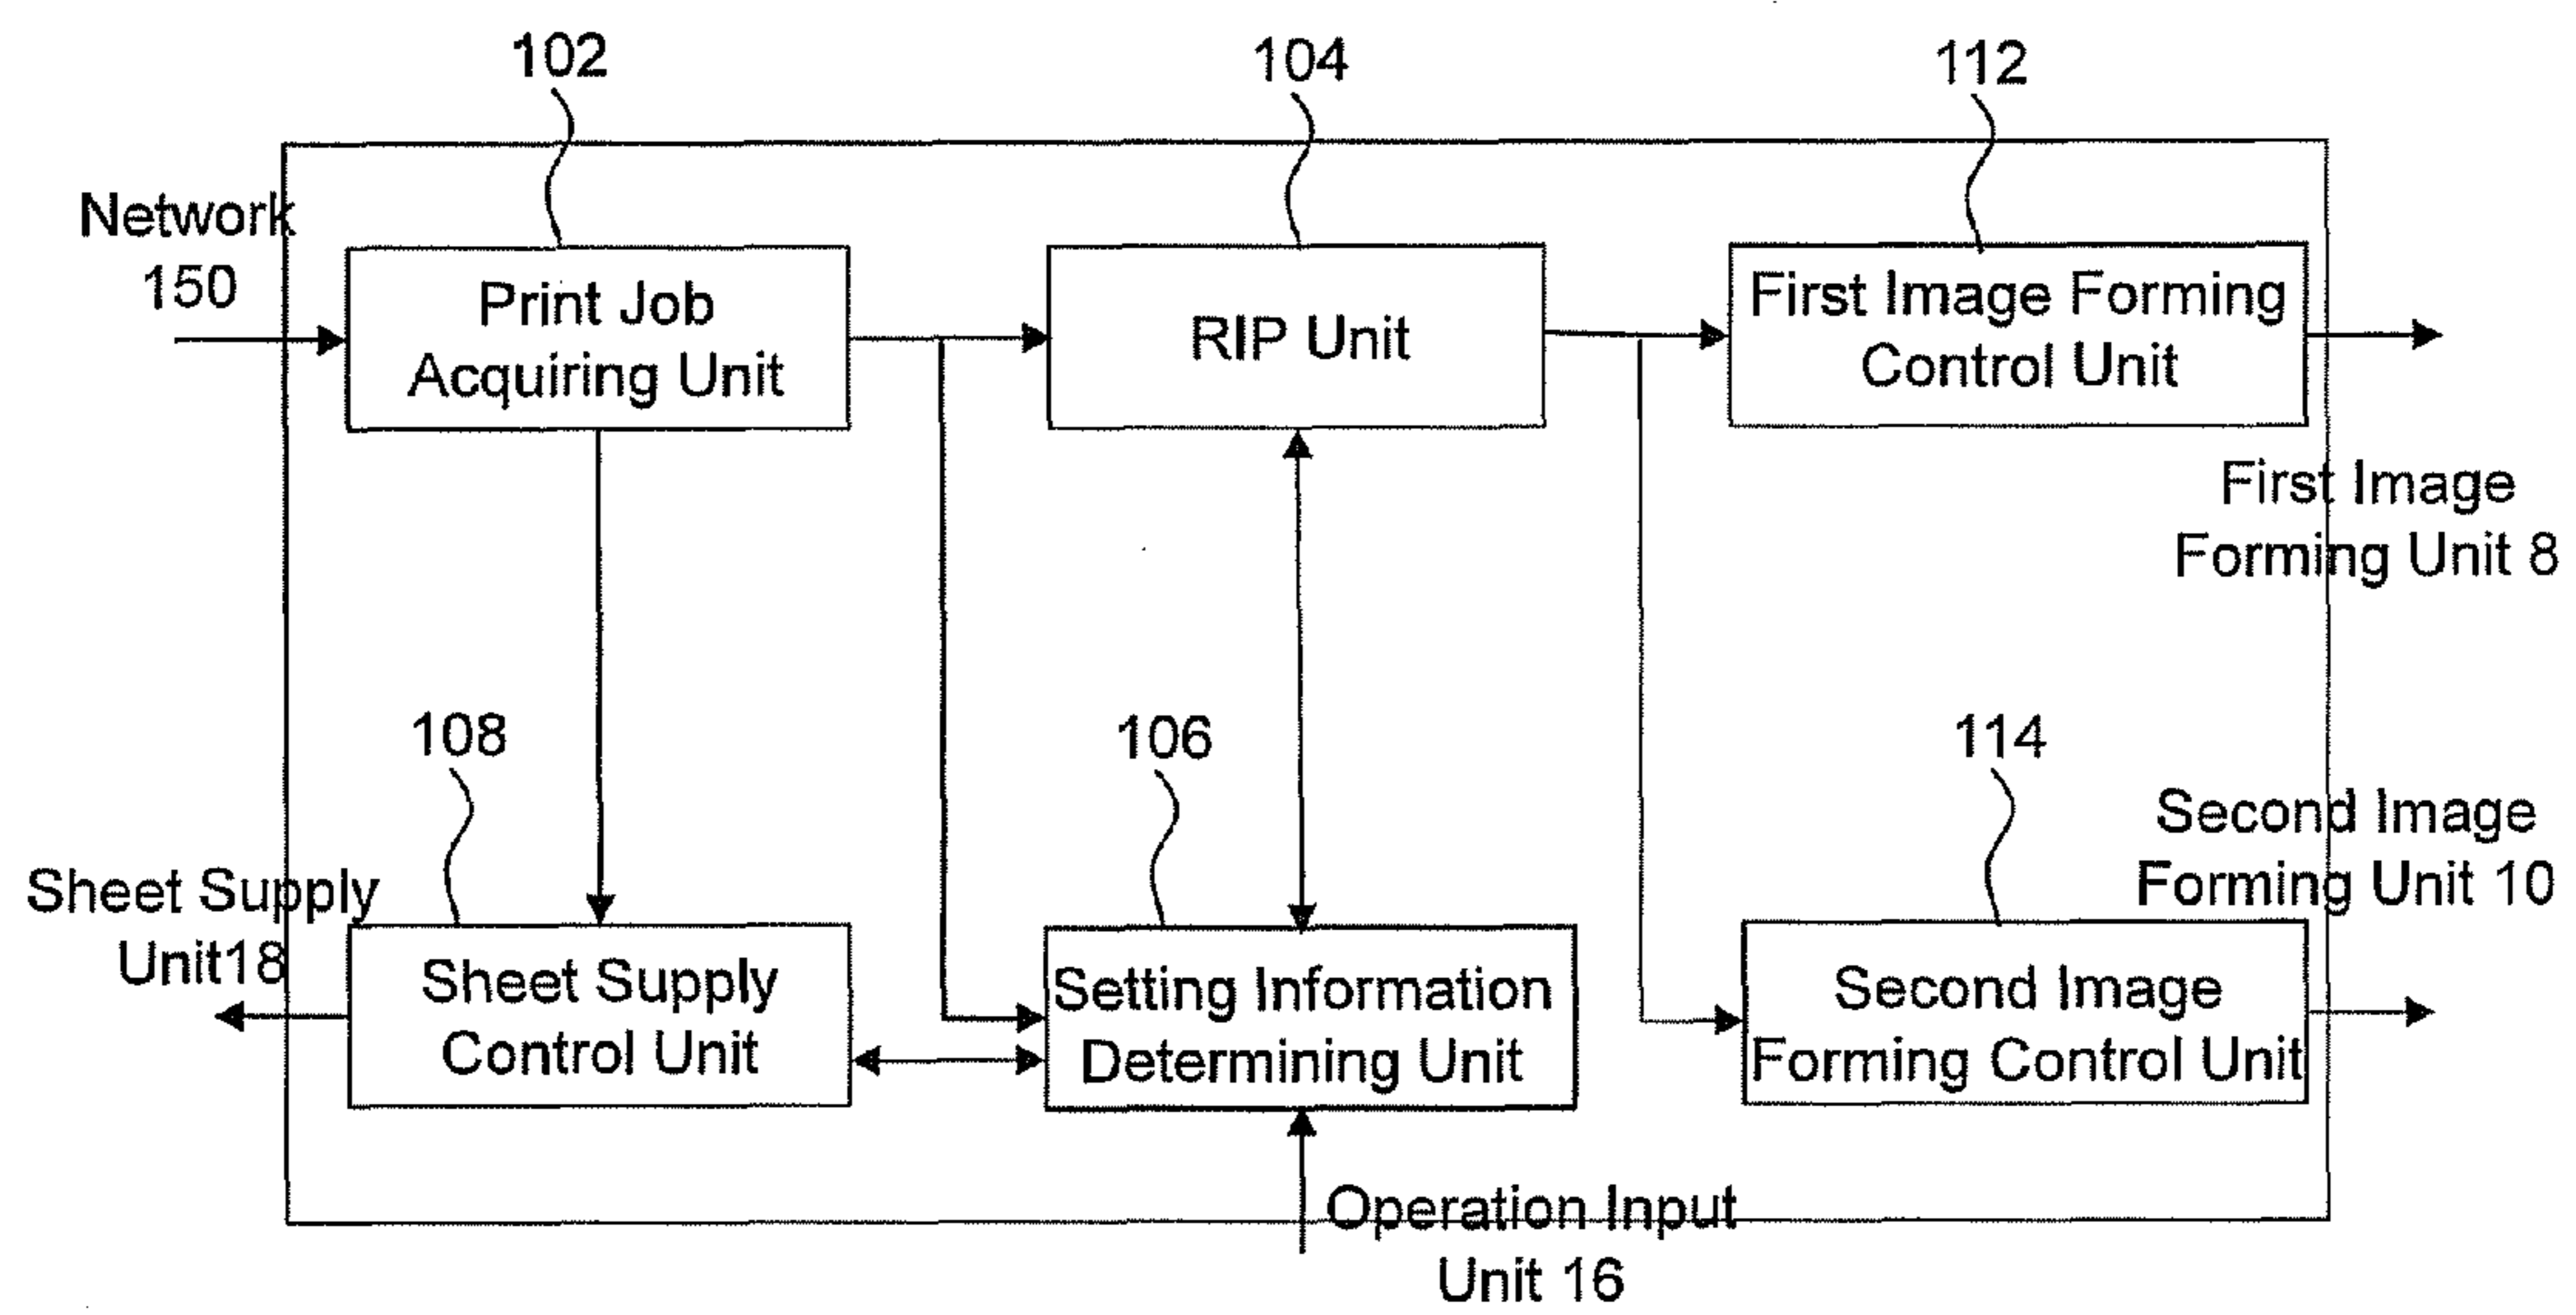 102
104
112
Network
150
Print Job
Acquiring Unit
RIP Unit
First Image Forming
Control Unit
First Image
Forming Unit 8
108
106
114
Second Image
Forming Unit 10
Sheet Supply
Unit18
Sheet Supply
Control Unit
Setting Information
Determining Unit
Second Image
Forming Control Unit
Operation Input
Unit 16